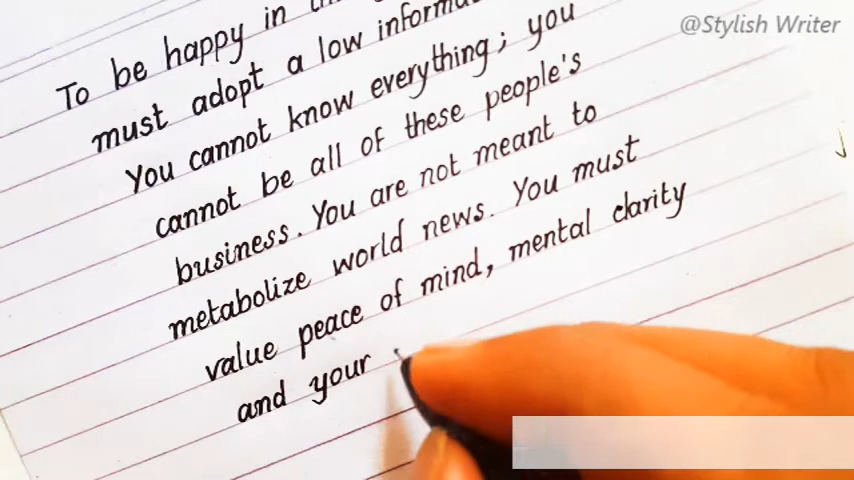 @Stylish Writer
To be happy in
must adopt a low
You cannot know everything; you
cannot be all of these people's
business. You are not meant to
metabolize world news. You must
value peace of mind, mental clarity
and your